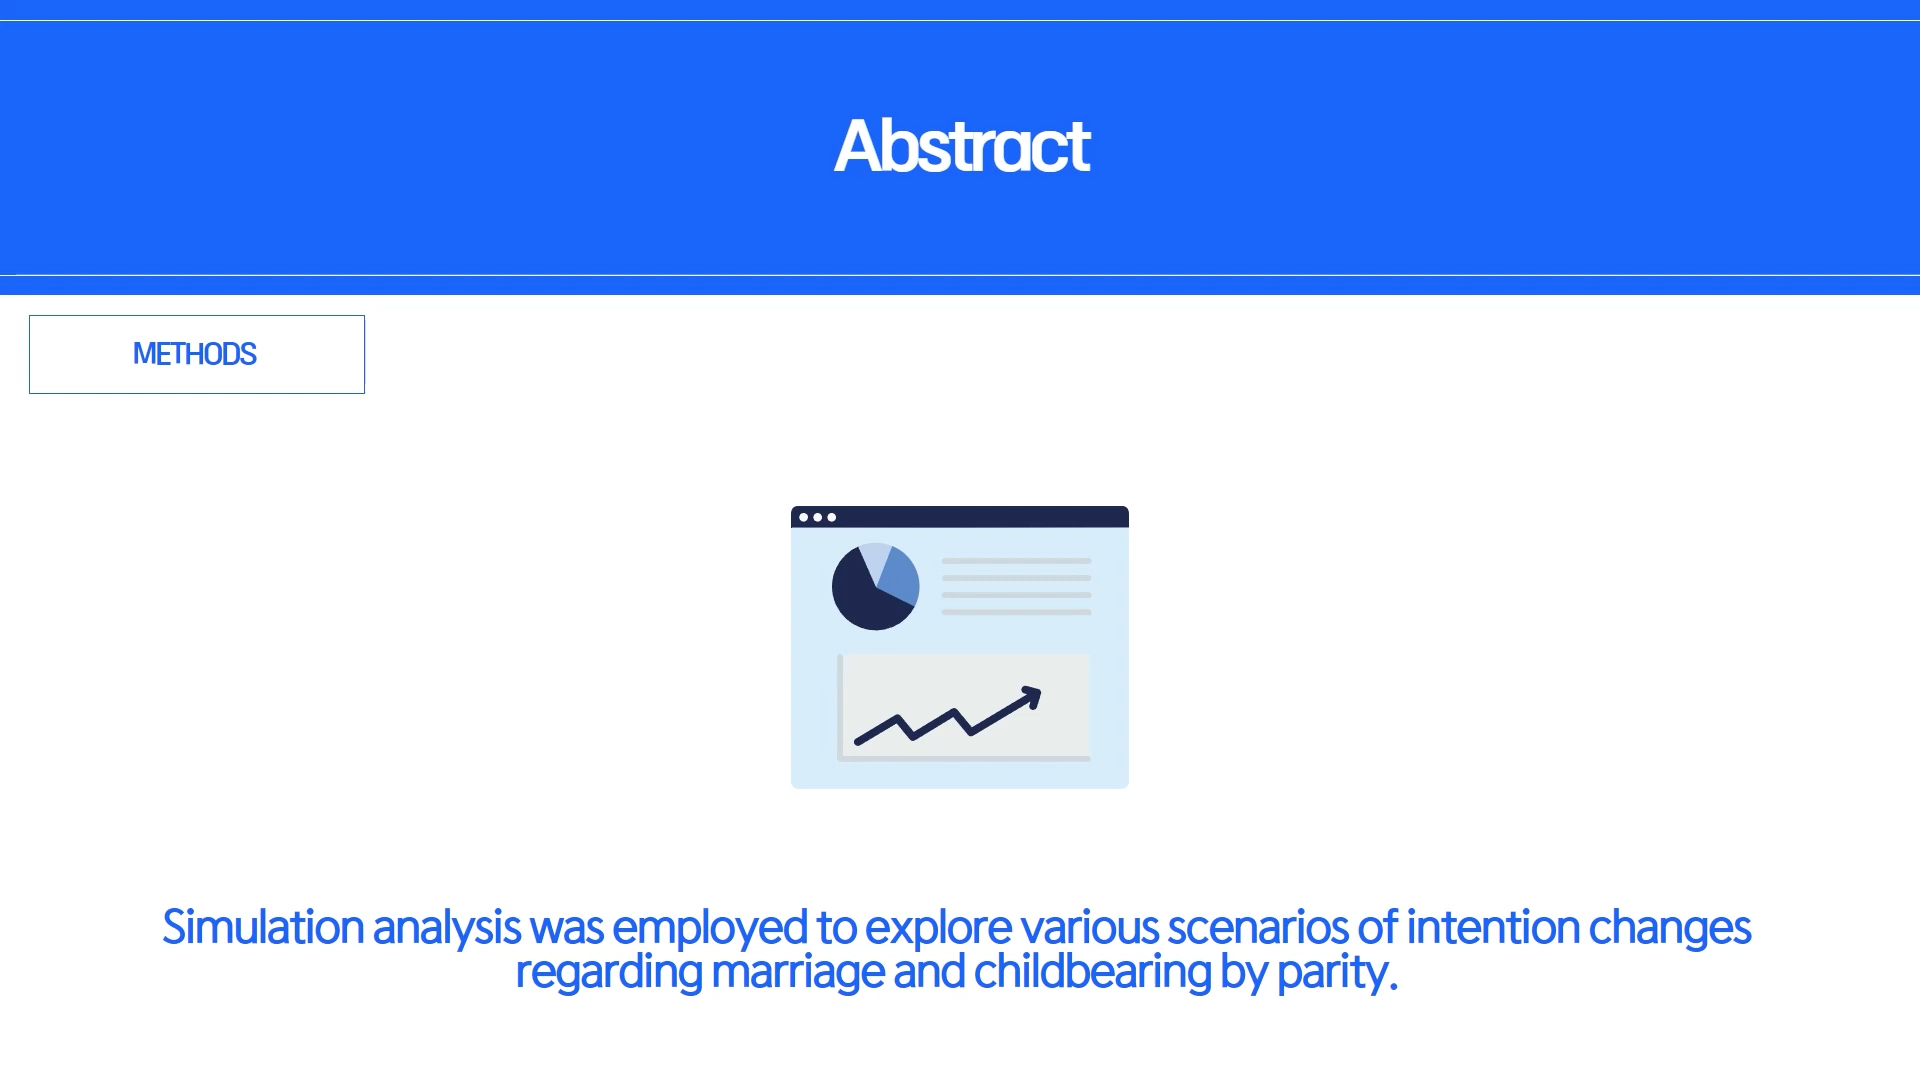 Abstract
METHODS
Simulation analysis was employed to explore various scenarios of intention changes
regarding marriage and childbearing by parity.